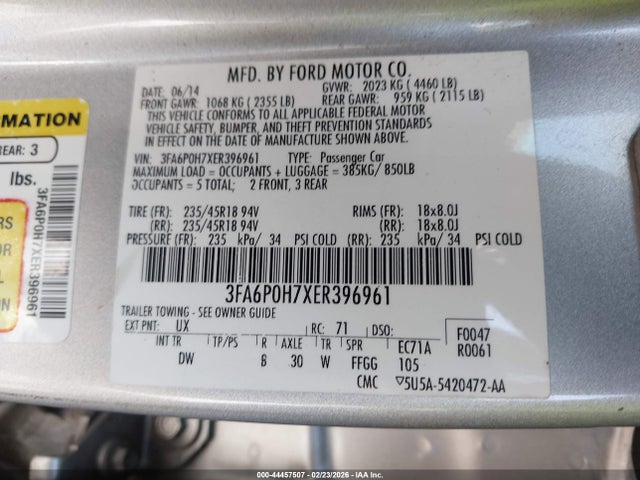 MFD. BY FORD MOTOR CO.
DATE: 06/14
GVWR: 2023 KG ( 4460 LB)
FRONT GAWR: 1068 KG ( 2355 LB)
REAR GAWR: 959 KG ( 2115 LB)
THIS VEHICLE CONFORMS TO ALL APPLICABLE FEDERAL MOTOR
VEHICLE SAFETY, BUMPER, AND THEFT PREVENTION STANDARDS
IN EFFECT ON THE DATE OF MANUFACTURE SHOWN ABOVE.
VIN: 3FA6P0H7XER396961 TYPE: Passenger Car
MAXIMUM LOAD = OCCUPANTS + LUGGAGE = 385KG/ 850LB
OCCUPANTS = 5 TOTAL; 2 FRONT, 3 REAR
TIRE (FR): 235/45R18 94V RIMS (FR): 18x8.0J
(RR): 235/45R18 94V (RR): 18x8.0J
PRESSURE (FR): 235 kPa/ 34 PSI COLD (RR): 235 kPa/ 34 PSI COLD
3FA6P0H7XER396961
TRAILER TOWING - SEE OWNER GUIDE
EXT PNT: UX RC: 71 DSO: F0047
INT TR TP/PS R AXLE TR SPR EC71A R0061
DW B 30 W FFGG 105
CMC ▽5U5A-5420472-AA
RMATION
REAR: 3
lbs.
RS
OR
L
IN
3FA6P0H7XER396961
000-44457507 - 02/23/2026 - IAA Inc.